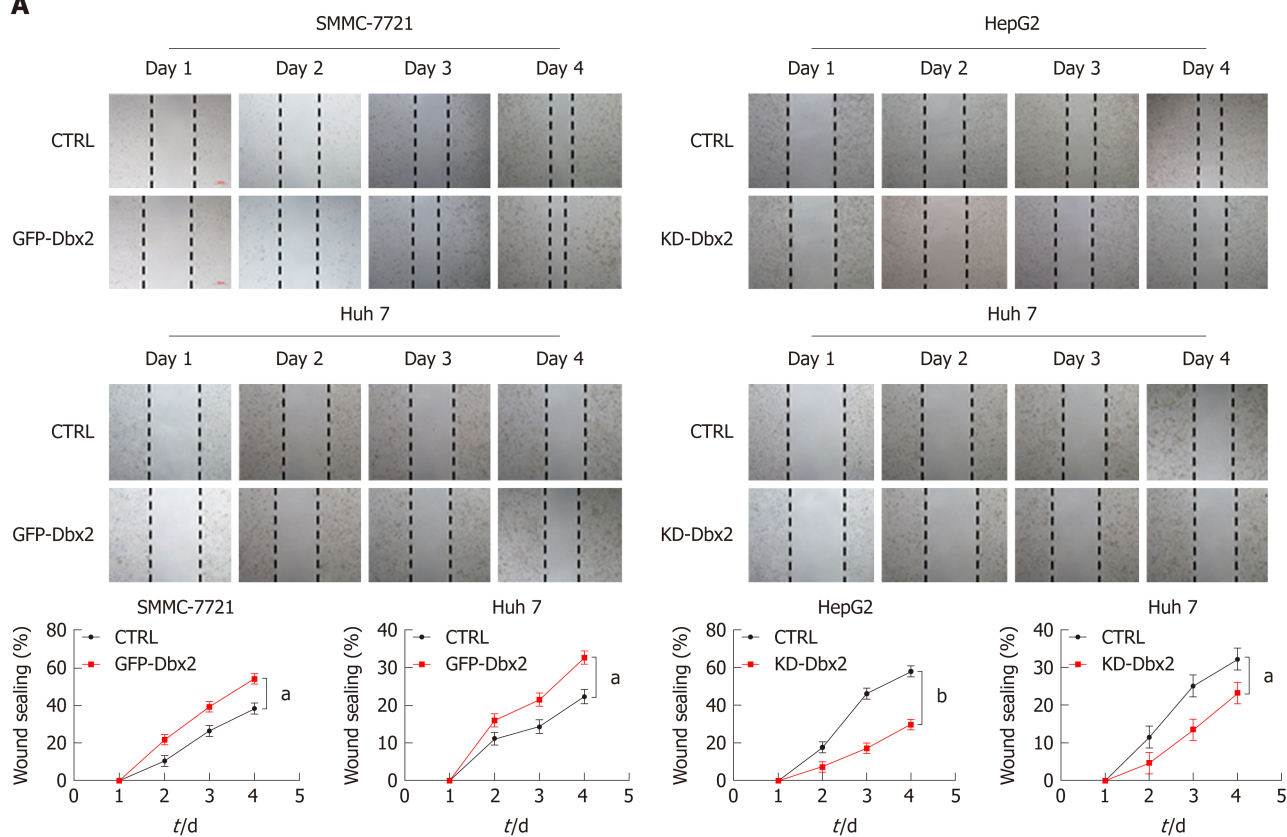 A
SMMC-7721
Day 1 Day 2 Day 3 Day 4
CTRL
GFP-Dbx2
HepG2
Day 1 Day 2 Day 3 Day 4
CTRL
KD-Dbx2
Huh 7
Day 1 Day 2 Day 3 Day 4
CTRL
GFP-Dbx2
Huh 7
Day 1 Day 2 Day 3 Day 4
CTRL
KD-Dbx2
SMMC-7721
Wound sealing (%)
80
60
40
20
0
CTRL
GFP-Dbx2
a
0 1 2 3 4 5
t/d
Huh 7
Wound sealing (%)
40
30
20
10
0
CTRL
GFP-Dbx2
a
0 1 2 3 4 5
t/d
HepG2
Wound sealing (%)
80
60
40
20
0
CTRL
KD-Dbx2
b
0 1 2 3 4 5
t/d
Huh 7
Wound sealing (%)
40
30
20
10
0
CTRL
KD-Dbx2
a
0 1 2 3 4 5
t/d